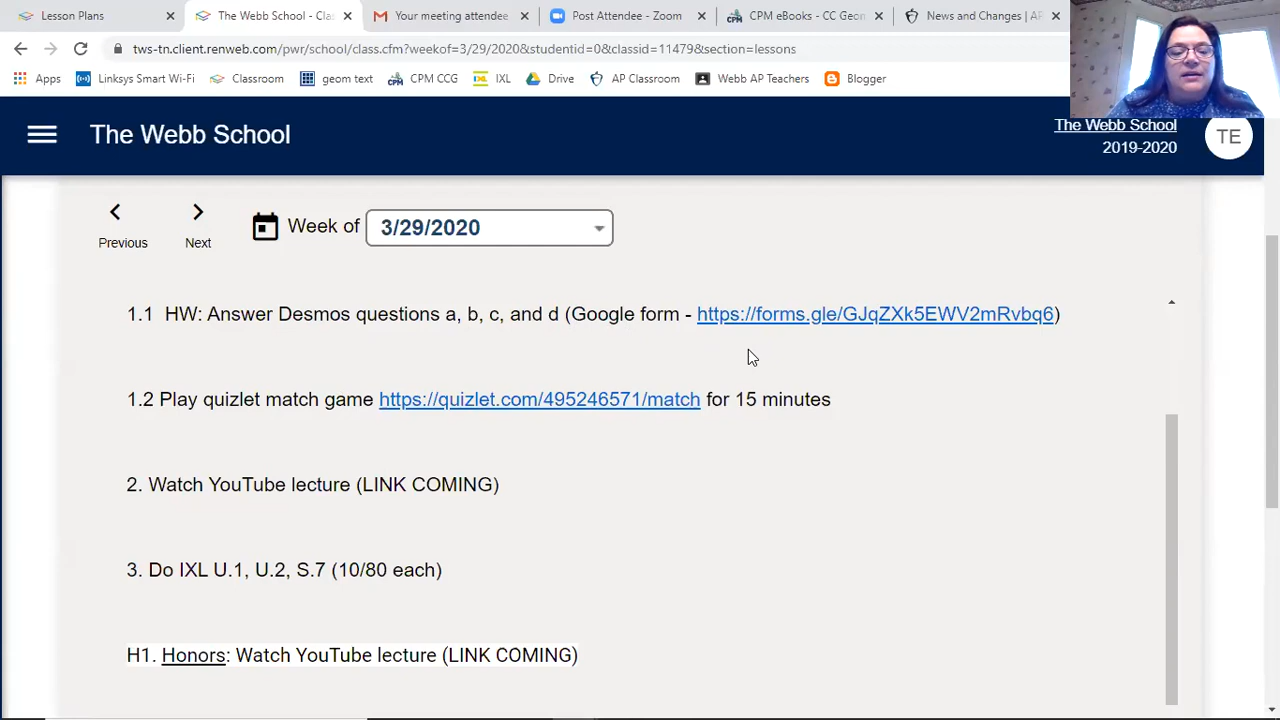 Lesson Plans
The Webb School - Cla
Your meeting attendee
Post Attendee - Zoom
CPM eBooks - CC Geon
News and Changes | A
tws-tn.client.renweb.com/pwr/school/class.cfm?weekof=3/29/2020&studentid=0&classid=11479&section=lessons
Apps Linksys Smart Wi-Fi Classroom geom text CPM CCG IXL Drive AP Classroom Webb AP Teachers Blogger
The Webb School
The Webb School
2019-2020
TE
Previous
Next
Week of 3/29/2020
1.1 HW: Answer Desmos questions a, b, c, and d (Google form - https://forms.gle/GJqZXk5EWV2mRvbq6)
1.2 Play quizlet match game https://quizlet.com/495246571/match for 15 minutes
2. Watch YouTube lecture (LINK COMING)
3. Do IXL U.1, U.2, S.7 (10/80 each)
H1. Honors: Watch YouTube lecture (LINK COMING)